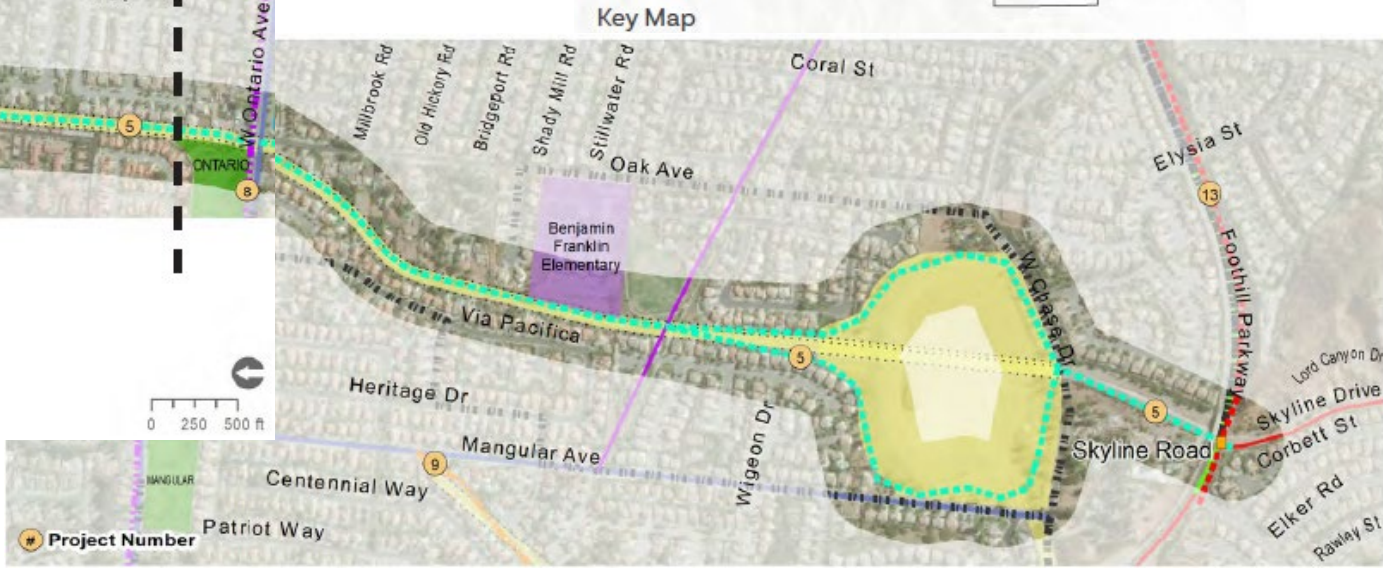 Key Map
W Ontario Ave
Millbrook Rd
Old Hickory Rd
Bridgeport Rd
Shady Mill Rd
Stillwater Rd
Coral St
Elysia St
5
ONTARIO
8
Oak Ave
13
Benjamin
Franklin
Elementary
Foothill Parkway
W Chase Dr
Via Pacifica
5
Lord Canyon Dr
Heritage Dr
Skyline Drive
0 250 500 ft
5
Wigeon Dr
Skyline Road
Corbett St
Mangular Ave
9
MANGULAR
Centennial Way
Elker Rd
Patriot Way
Rawley St
# Project Number